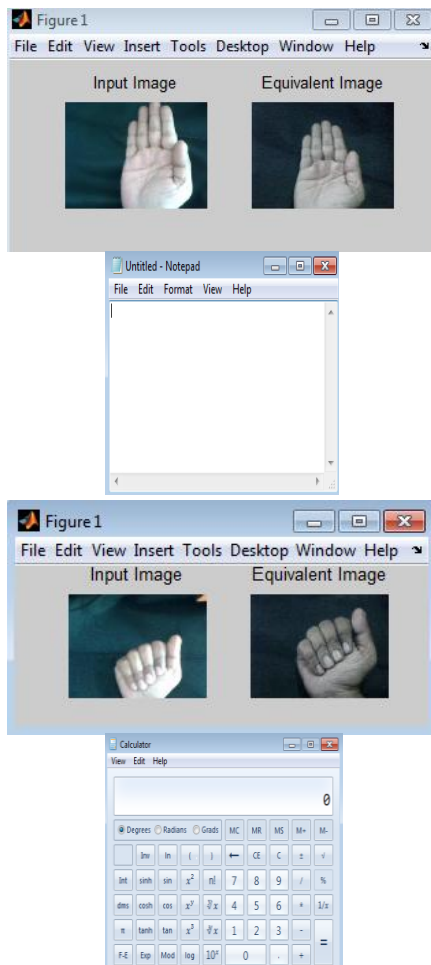 Figure 1
File Edit View Insert Tools Desktop Window Help
Input Image Equivalent Image
Untitled - Notepad
File Edit Format View Help
Figure 1
File Edit View Insert Tools Desktop Window Help
Input Image Equivalent Image
Calculator
View Edit Help
0
Degrees Radians Grads MC MR MS M+ M-
Inv ln ( ) ← CE C ± √
Int sinh sin x² n! 7 8 9 / %
dms cosh cos xʸ ʸ√x 4 5 6 * 1/x
π tanh tan x³ ³√x 1 2 3 - =
F-E Exp Mod log 10ˣ 0 . +